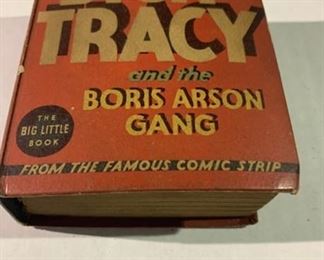 TRACY
and the
BORIS ARSON
GANG
THE
BIG LITTLE
BOOK
FROM THE FAMOUS COMIC STRIP